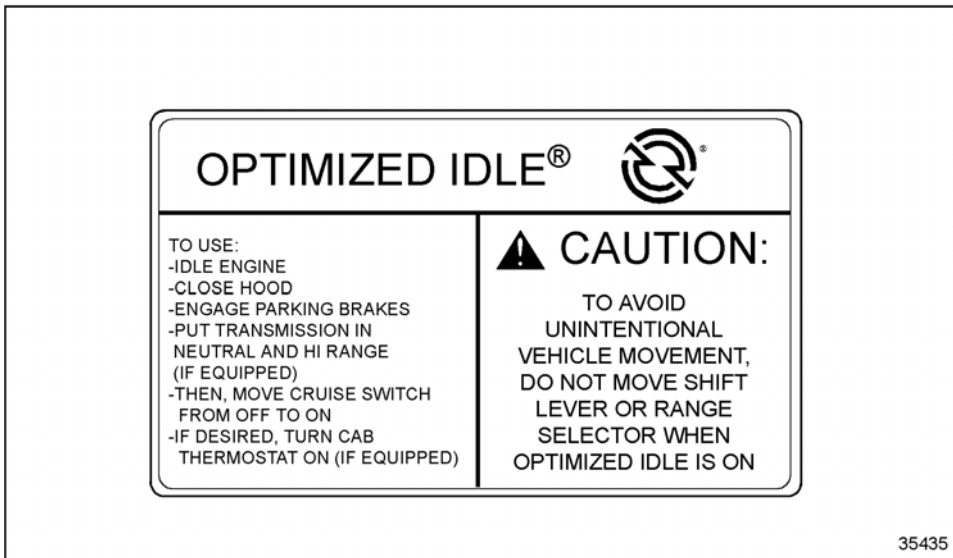 OPTIMIZED IDLE®
®
TO USE:
-IDLE ENGINE
-CLOSE HOOD
-ENGAGE PARKING BRAKES
-PUT TRANSMISSION IN
NEUTRAL AND HI RANGE
(IF EQUIPPED)
-THEN, MOVE CRUISE SWITCH
FROM OFF TO ON
-IF DESIRED, TURN CAB
THERMOSTAT ON (IF EQUIPPED)
CAUTION:
TO AVOID
UNINTENTIONAL
VEHICLE MOVEMENT,
DO NOT MOVE SHIFT
LEVER OR RANGE
SELECTOR WHEN
OPTIMIZED IDLE IS ON
35435